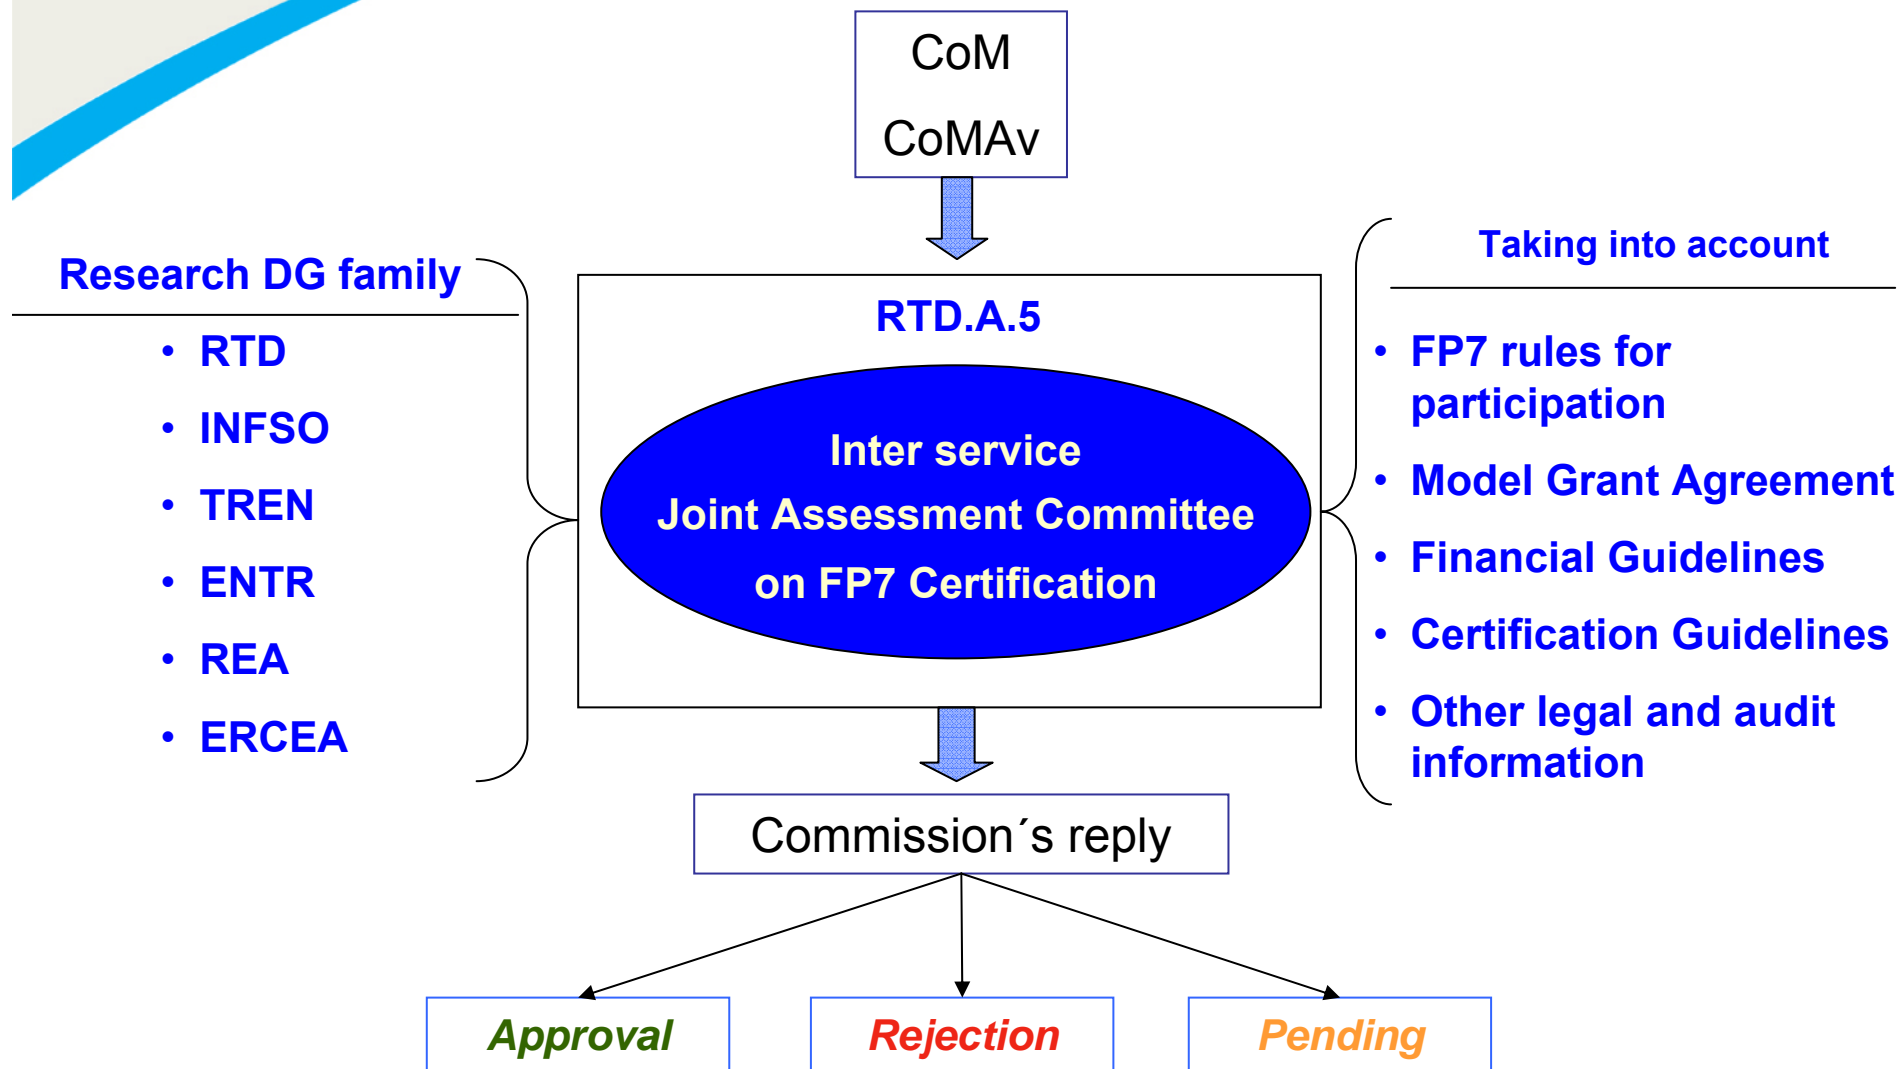 CoM
CoMAv
Research DG family
• RTD
• INFSO
• TREN
• ENTR
• REA
• ERCEA
RTD.A.5
Inter service
Joint Assessment Committee
on FP7 Certification
Taking into account
• FP7 rules for
participation
• Model Grant Agreement
• Financial Guidelines
• Certification Guidelines
• Other legal and audit
information
Commission´s reply
Approval
Rejection
Pending